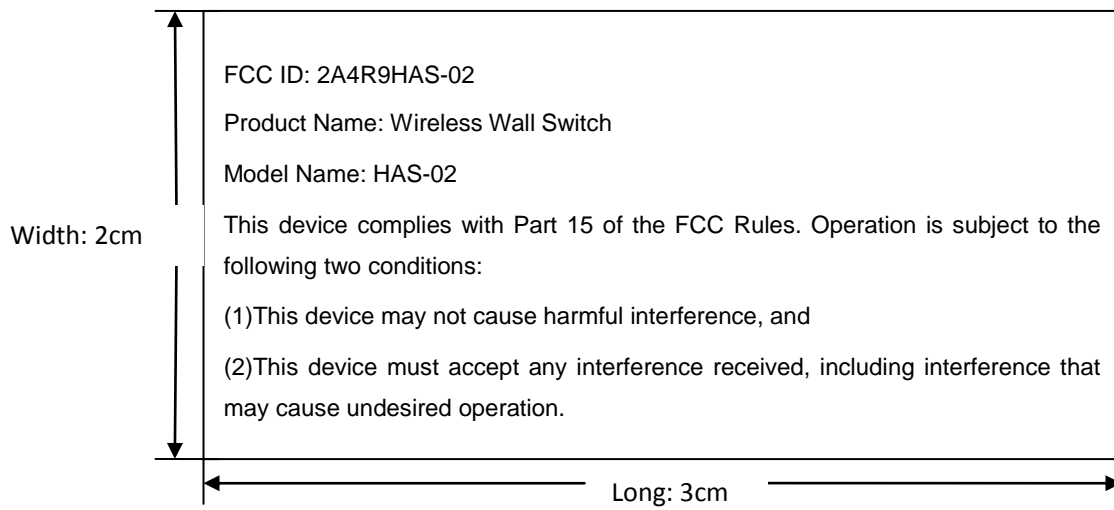 FCC ID: 2A4R9HAS-02
Product Name: Wireless Wall Switch
Model Name: HAS-02
Width: 2cm
This device complies with Part 15 of the FCC Rules. Operation is subject to the
following two conditions:
(1)This device may not cause harmful interference, and
(2)This device must accept any interference received, including interference that
may cause undesired operation.
Long: 3cm